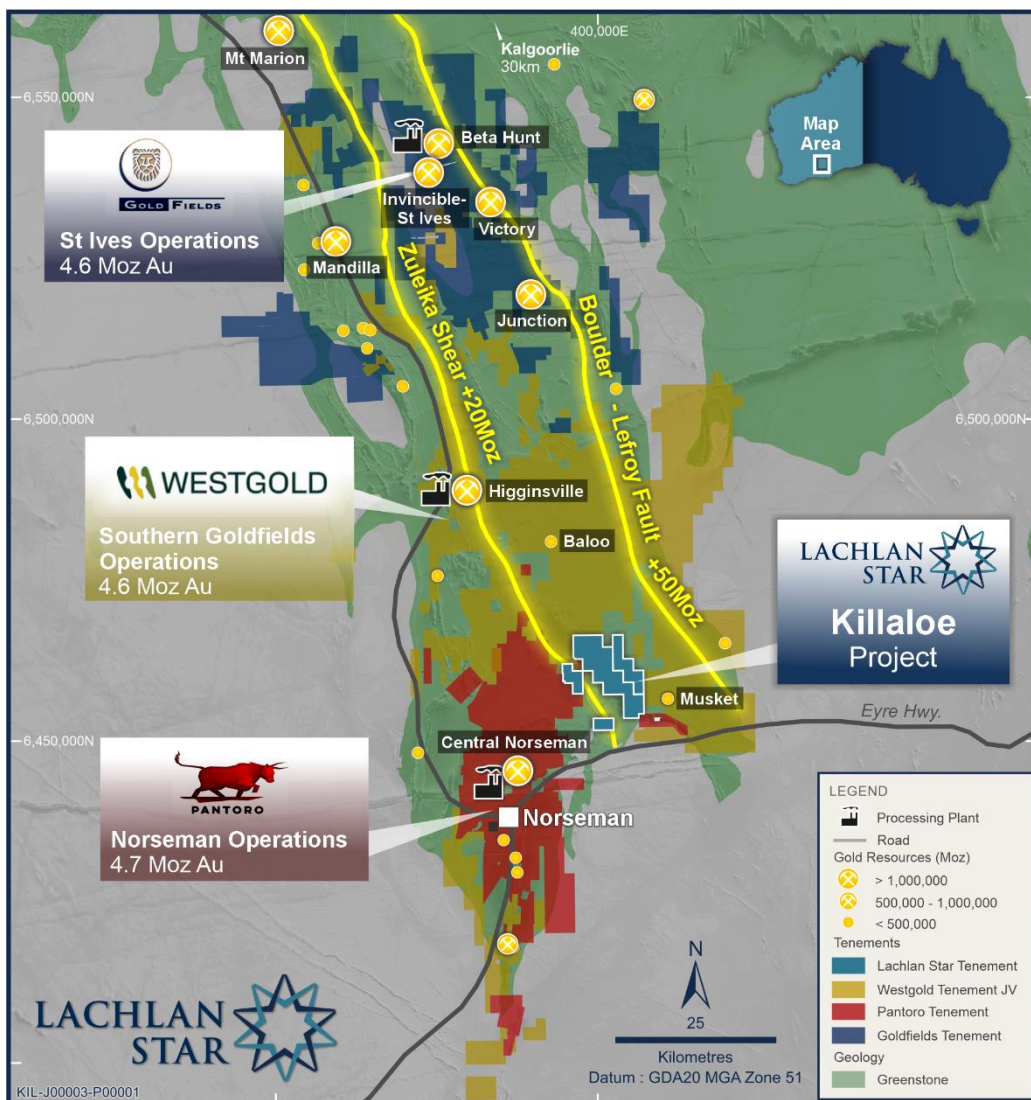 400,000E
Kalgoorlie
30km
Mt Marion
6,550,000N
Map
Area
Beta Hunt
GOLD FIELDS
St Ives Operations
4.6 Moz Au
Invincible-
St Ives
Victory
Mandilla
Junction
Zuleika Shear +20Moz
Boulder - Lefroy Fault +50Moz
6,500,000N
6,500,000N
WESTGOLD
Southern Goldfields
Operations
4.6 Moz Au
Higginsville
Baloo
LACHLAN
STAR
Killaloe
Project
Musket
Eyre Hwy.
6,450,000N
Central Norseman
PANTORO
Norseman Operations
4.7 Moz Au
Norseman
LEGEND
Processing Plant
Road
Gold Resources (Moz)
> 1,000,000
500,000 - 1,000,000
< 500,000
Tenements
Lachlan Star Tenement
Westgold Tenement JV
Pantoro Tenement
Goldfields Tenement
Geology
Greenstone
N
25
Kilometres
Datum : GDA20 MGA Zone 51
LACHLAN
STAR
KIL-J00003-P00001